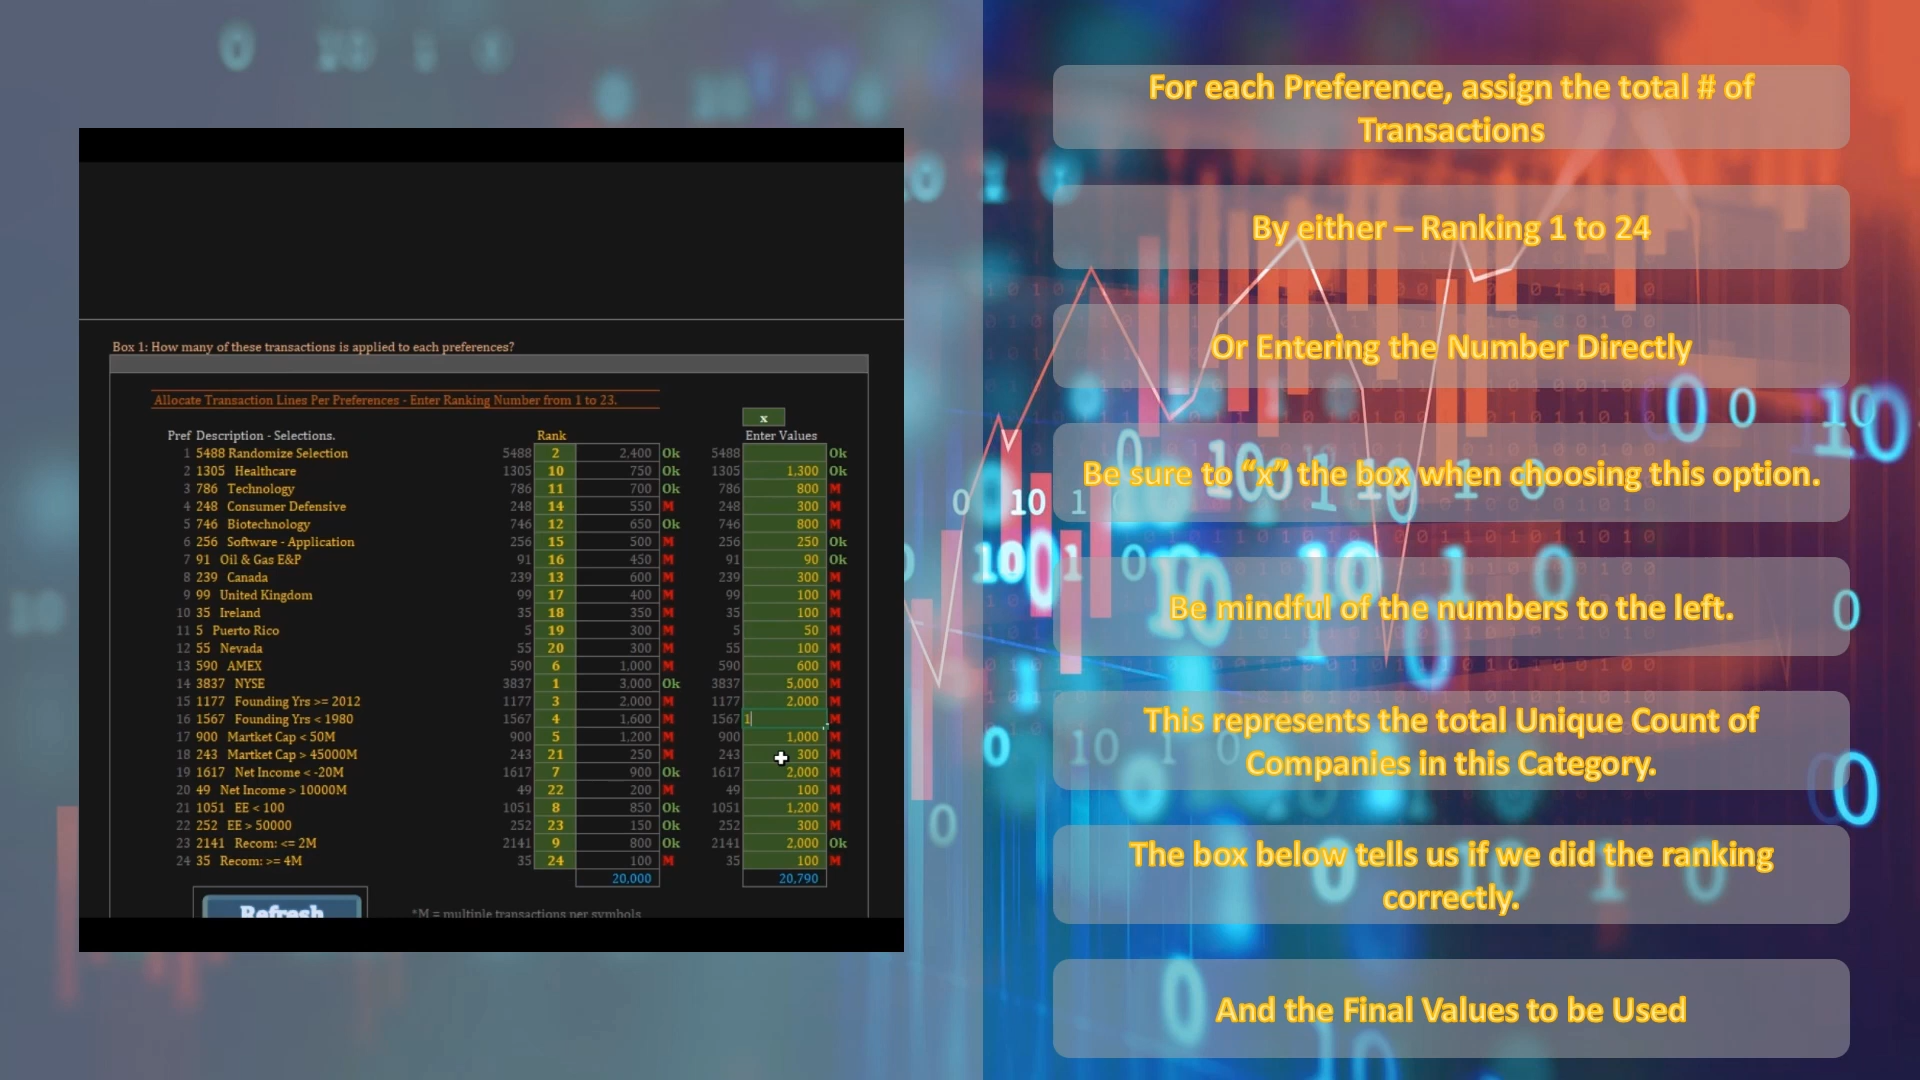 Box 1: How many of these transactions is applied to each preferences?
Allocate Transaction Lines Per Preferences - Enter Ranking Number from 1 to 23.
x
Pref Description - Selections. Rank Enter Values
1 5488 Randomize Selection 5488 2 2,400 Ok 5488 Ok
2 1305 Healthcare 1305 10 750 Ok 1305 1,300 Ok
3 786 Technology 786 11 700 Ok 786 800 M
4 248 Consumer Defensive 248 14 550 M 248 300 M
5 746 Biotechnology 746 12 650 Ok 746 800 M
6 256 Software - Application 256 15 500 M 256 250 Ok
7 91 Oil & Gas E&P 91 16 450 M 91 90 Ok
8 239 Canada 239 13 600 M 239 300 M
9 99 United Kingdom 99 17 400 M 99 100 M
10 35 Ireland 35 18 350 M 35 100 M
11 5 Puerto Rico 5 19 300 M 5 50 M
12 55 Nevada 55 20 300 M 55 100 M
13 590 AMEX 590 6 1,000 M 590 600 M
14 3837 NYSE 3837 1 3,000 Ok 3837 5,000 M
15 1177 Founding Yrs >= 2012 1177 3 2,000 M 1177 2,000 M
16 1567 Founding Yrs < 1980 1567 4 1,600 M 1567 1 M
17 900 Martket Cap < 50M 900 5 1,200 M 900 1,000 M
18 243 Martket Cap > 45000M 243 21 250 M 243 300 M
19 1617 Net Income < -20M 1617 7 900 Ok 1617 2,000 M
20 49 Net Income > 10000M 49 22 200 M 49 100 M
21 1051 EE < 100 1051 8 850 Ok 1051 1,200 M
22 252 EE > 50000 252 23 150 Ok 252 300 M
23 2141 Recom: <= 2M 2141 9 800 Ok 2141 2,000 Ok
24 35 Recom: >= 4M 35 24 100 M 35 100 M
20,000 20,790
Refresh
*M = multiple transactions per symbols
For each Preference, assign the total # of
Transactions
By either – Ranking 1 to 24
Or Entering the Number Directly
Be sure to “x” the box when choosing this option.
Be mindful of the numbers to the left.
This represents the total Unique Count of
Companies in this Category.
The box below tells us if we did the ranking
correctly.
And the Final Values to be Used